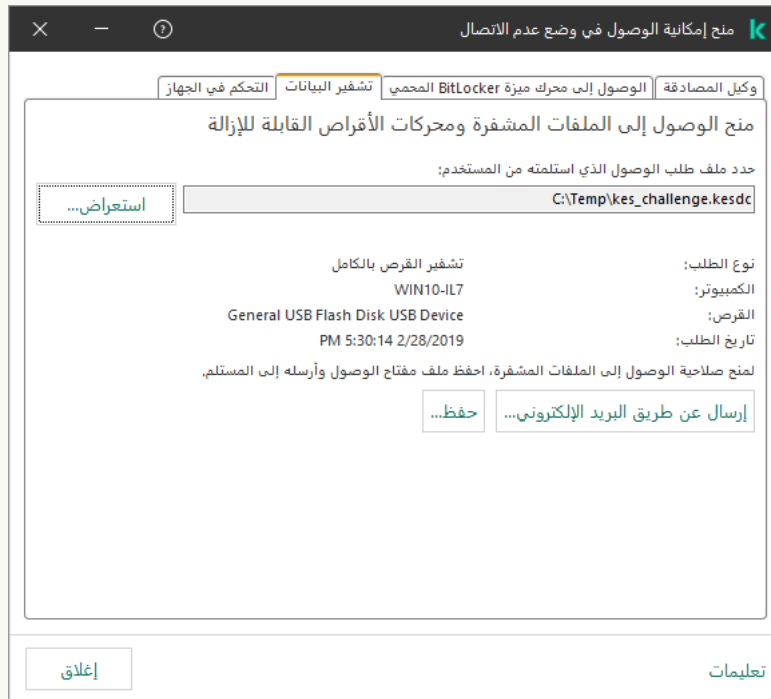 منح إمكانية الوصول في وضع عدم الاتصال
وكيل المصادقة الوصول إلى محرك ميزة BitLocker المحمي تشفير البيانات التحكم في الجهاز
منح الوصول إلى الملفات المشفرة ومحركات الأقراص القابلة للإزالة
حدد ملف طلب الوصول الذي استلمته من المستخدم:
C:\Temp\kes_challenge.kesdc استعراض...
نوع الطلب: تشفير القرص بالكامل
الكمبيوتر: WIN10-IL7
القرص: General USB Flash Disk USB Device
تاريخ الطلب: PM 5:30:14 2/28/2019
لمنح صلاحية الوصول إلى الملفات المشفرة، احفظ ملف مفتاح الوصول وأرسله إلى المستلم.
إرسال عن طريق البريد الإلكتروني... حفظ...
تعليمات إغلاق